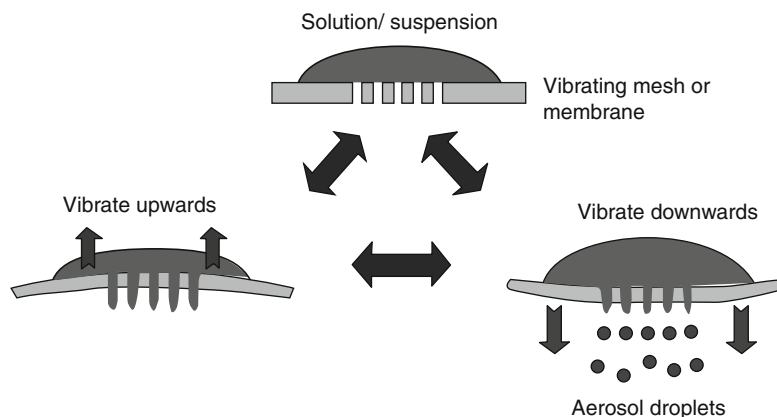 Solution/ suspension
Vibrating mesh or
membrane
Vibrate upwards
Vibrate downwards
Aerosol droplets